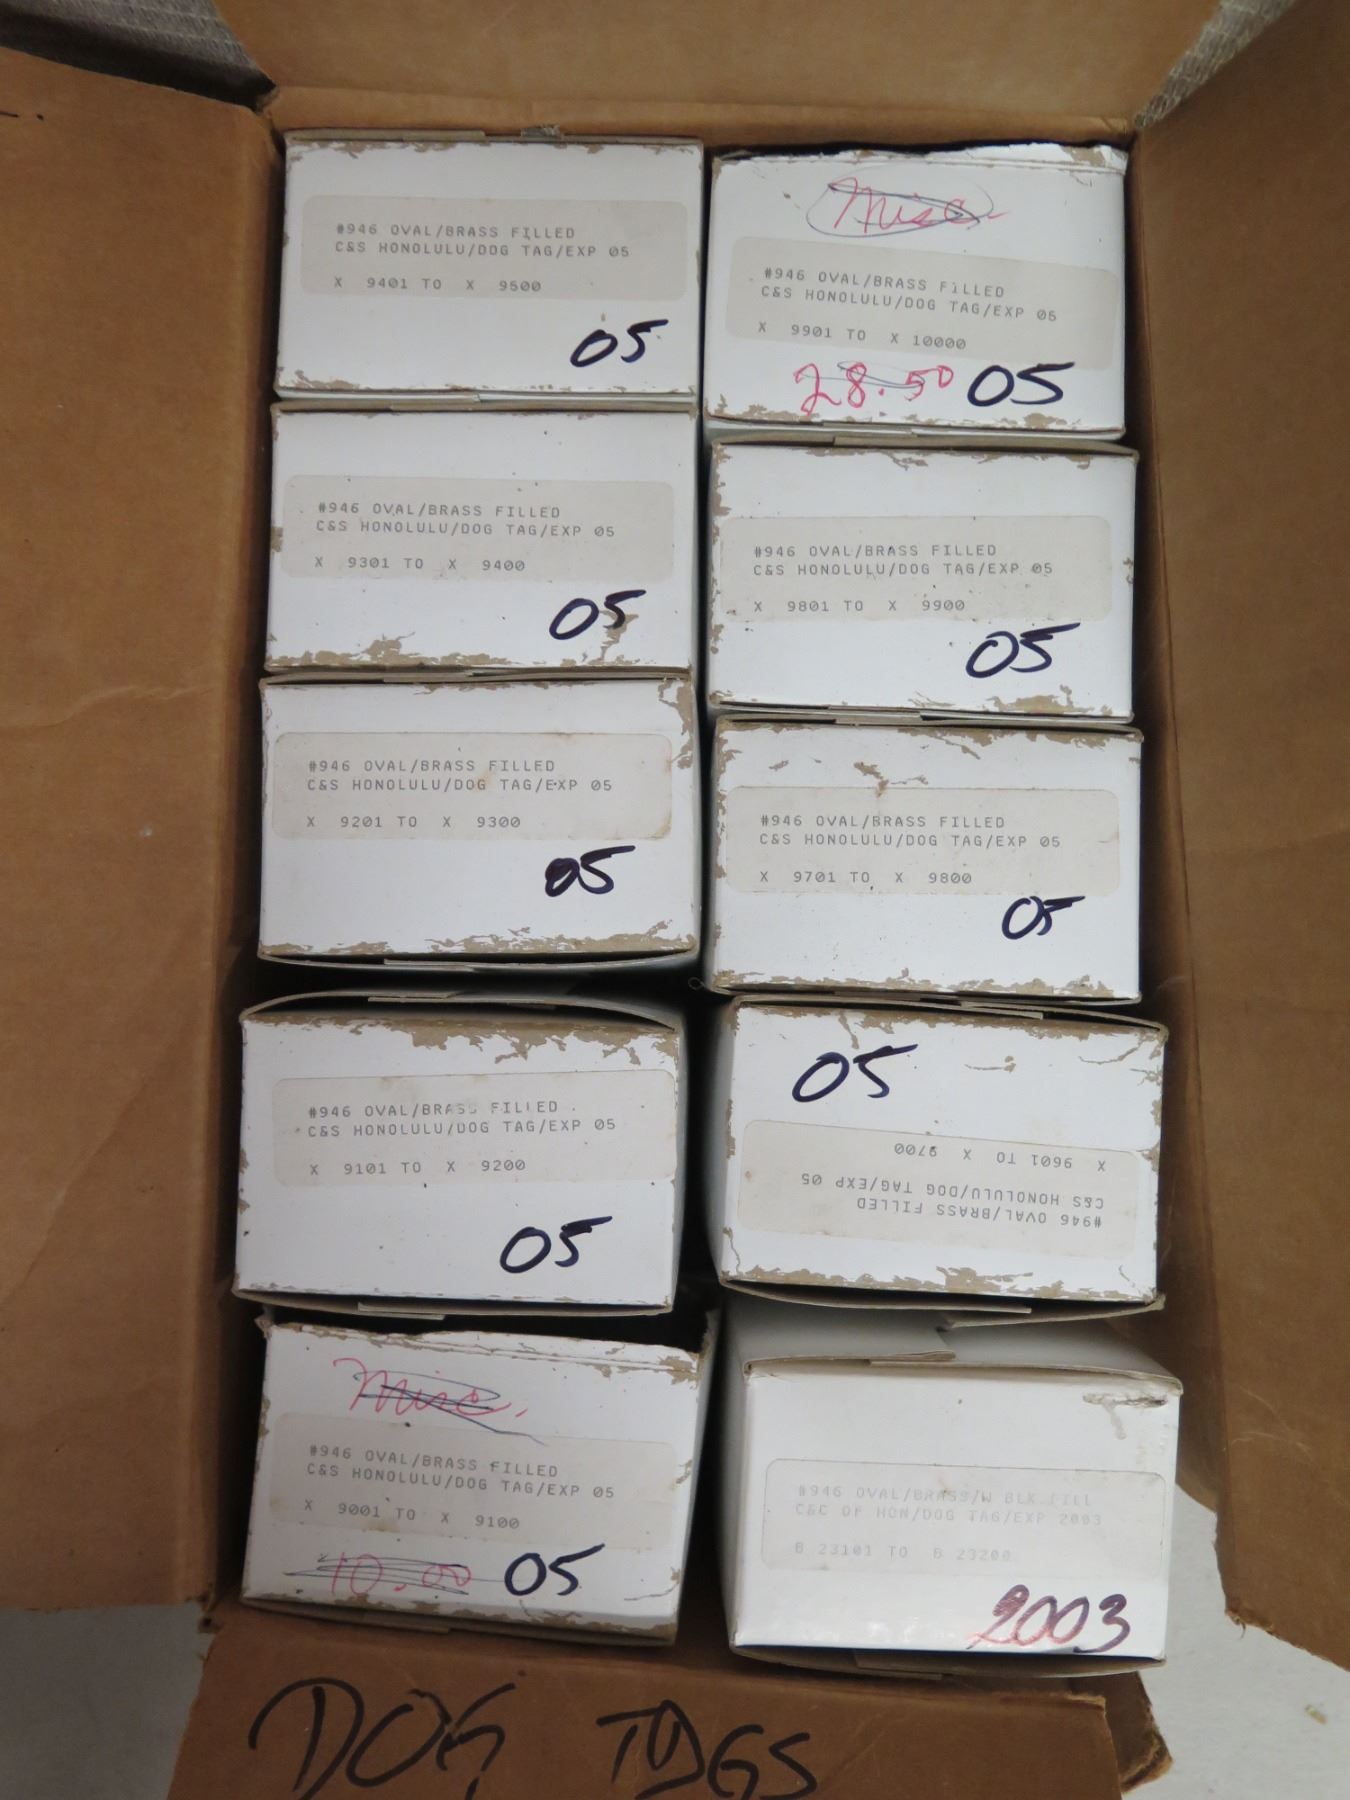 #946 OVAL/BRASS FILLED
C&S HONOLULU/DOG TAG/EXP 05
X 9401 TO X 9500
05
Misc.
#946 OVAL/BRASS FILLED
C&S HONOLULU/DOG TAG/EXP 05
X 9901 TO X 10000
28.50 05
#946 OVAL/BRASS FILLED
C&S HONOLULU/DOG TAG/EXP 05
X 9301 TO X 9400
05
#946 OVAL/BRASS FILLED
C&S HONOLULU/DOG TAG/EXP 05
X 9801 TO X 9900
05
#946 OVAL/BRASS FILLED
C&S HONOLULU/DOG TAG/EXP 05
X 9201 TO X 9300
05
#946 OVAL/BRASS FILLED
C&S HONOLULU/DOG TAG/EXP 05
X 9701 TO X 9800
05
#946 OVAL/BRASS FILLED
C&S HONOLULU/DOG TAG/EXP 05
X 9101 TO X 9200
05
05
#946 OVAL/BRASS FILLED
C&S HONOLULU/DOG TAG/EXP 05
X 9601 TO X 9700
Misc.
#946 OVAL/BRASS FILLED
C&S HONOLULU/DOG TAG/EXP 05
X 9001 TO X 9100
10.00 05
#946 OVAL/BRASS/W BLK FILL
C&C OF HON/DOG TAG/EXP 2003
B 23101 TO B 23200
2003
DOG TAGS